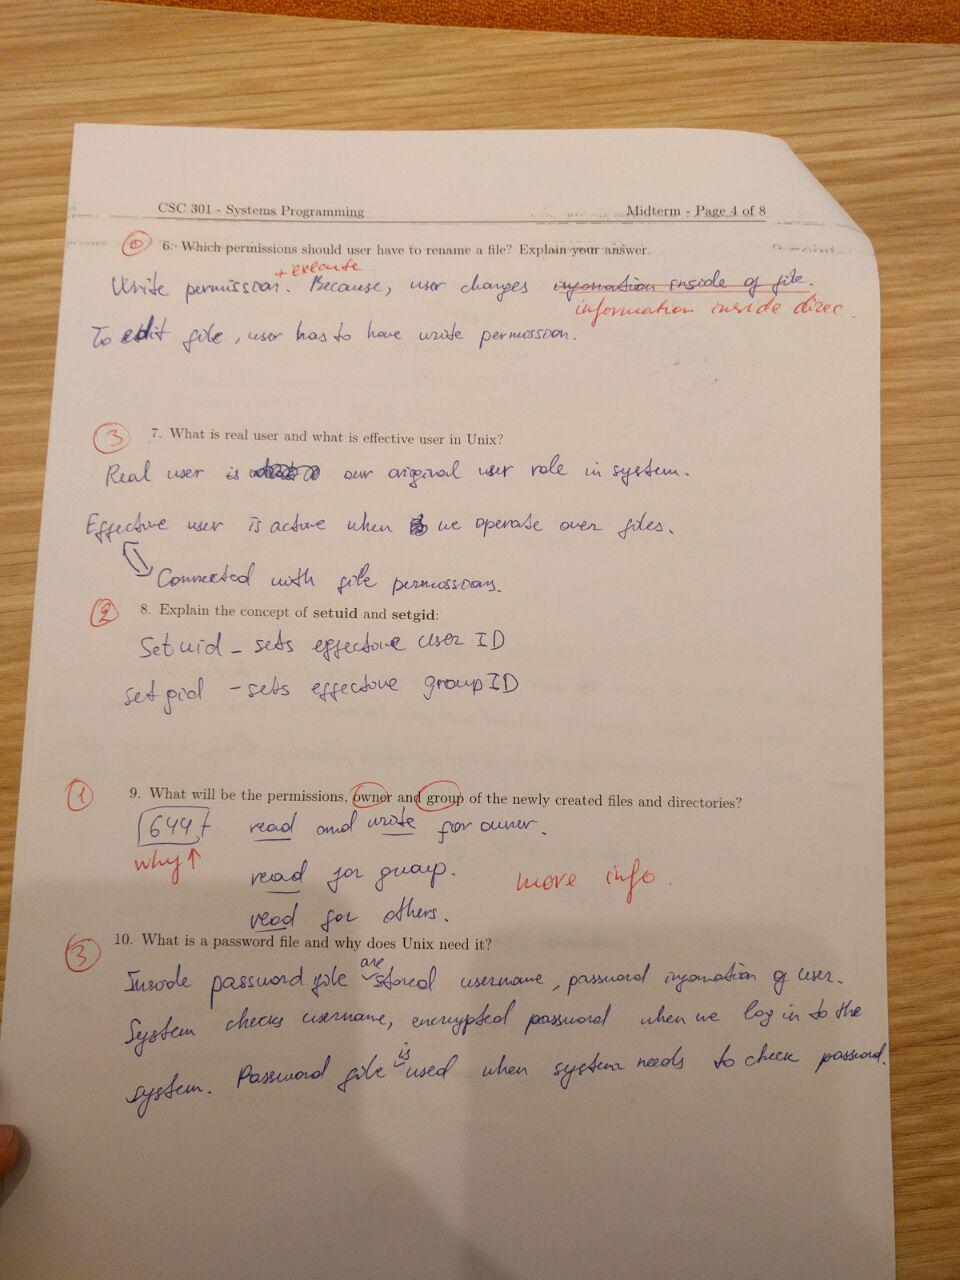 CSC 301 - Systems Programming
Midterm - Page 4 of 8
0
6. Which permissions should user have to rename a file? Explain your answer.
+ execute
Write permission. Because, user changes infomation inside of file.
information inside direc.
To edit file, user has to have write permission.
3
7. What is real user and what is effective user in Unix?
Real user is our original user role in system.
Effective user is active when we operate over files.
Connected with file permissions.
2
8. Explain the concept of setuid and setgid:
Setuid - sets effective user ID
setgid - sets effective group ID
1
9. What will be the permissions, owner and group of the newly created files and directories?
644 read and write for owner.
why↑
read for group.
more info.
read for others.
3
10. What is a password file and why does Unix need it?
are
Inside password file stored username, password infomation of user.
System checks username, encrypted password when we log in to the
is
system. Password file used when system needs to check password.